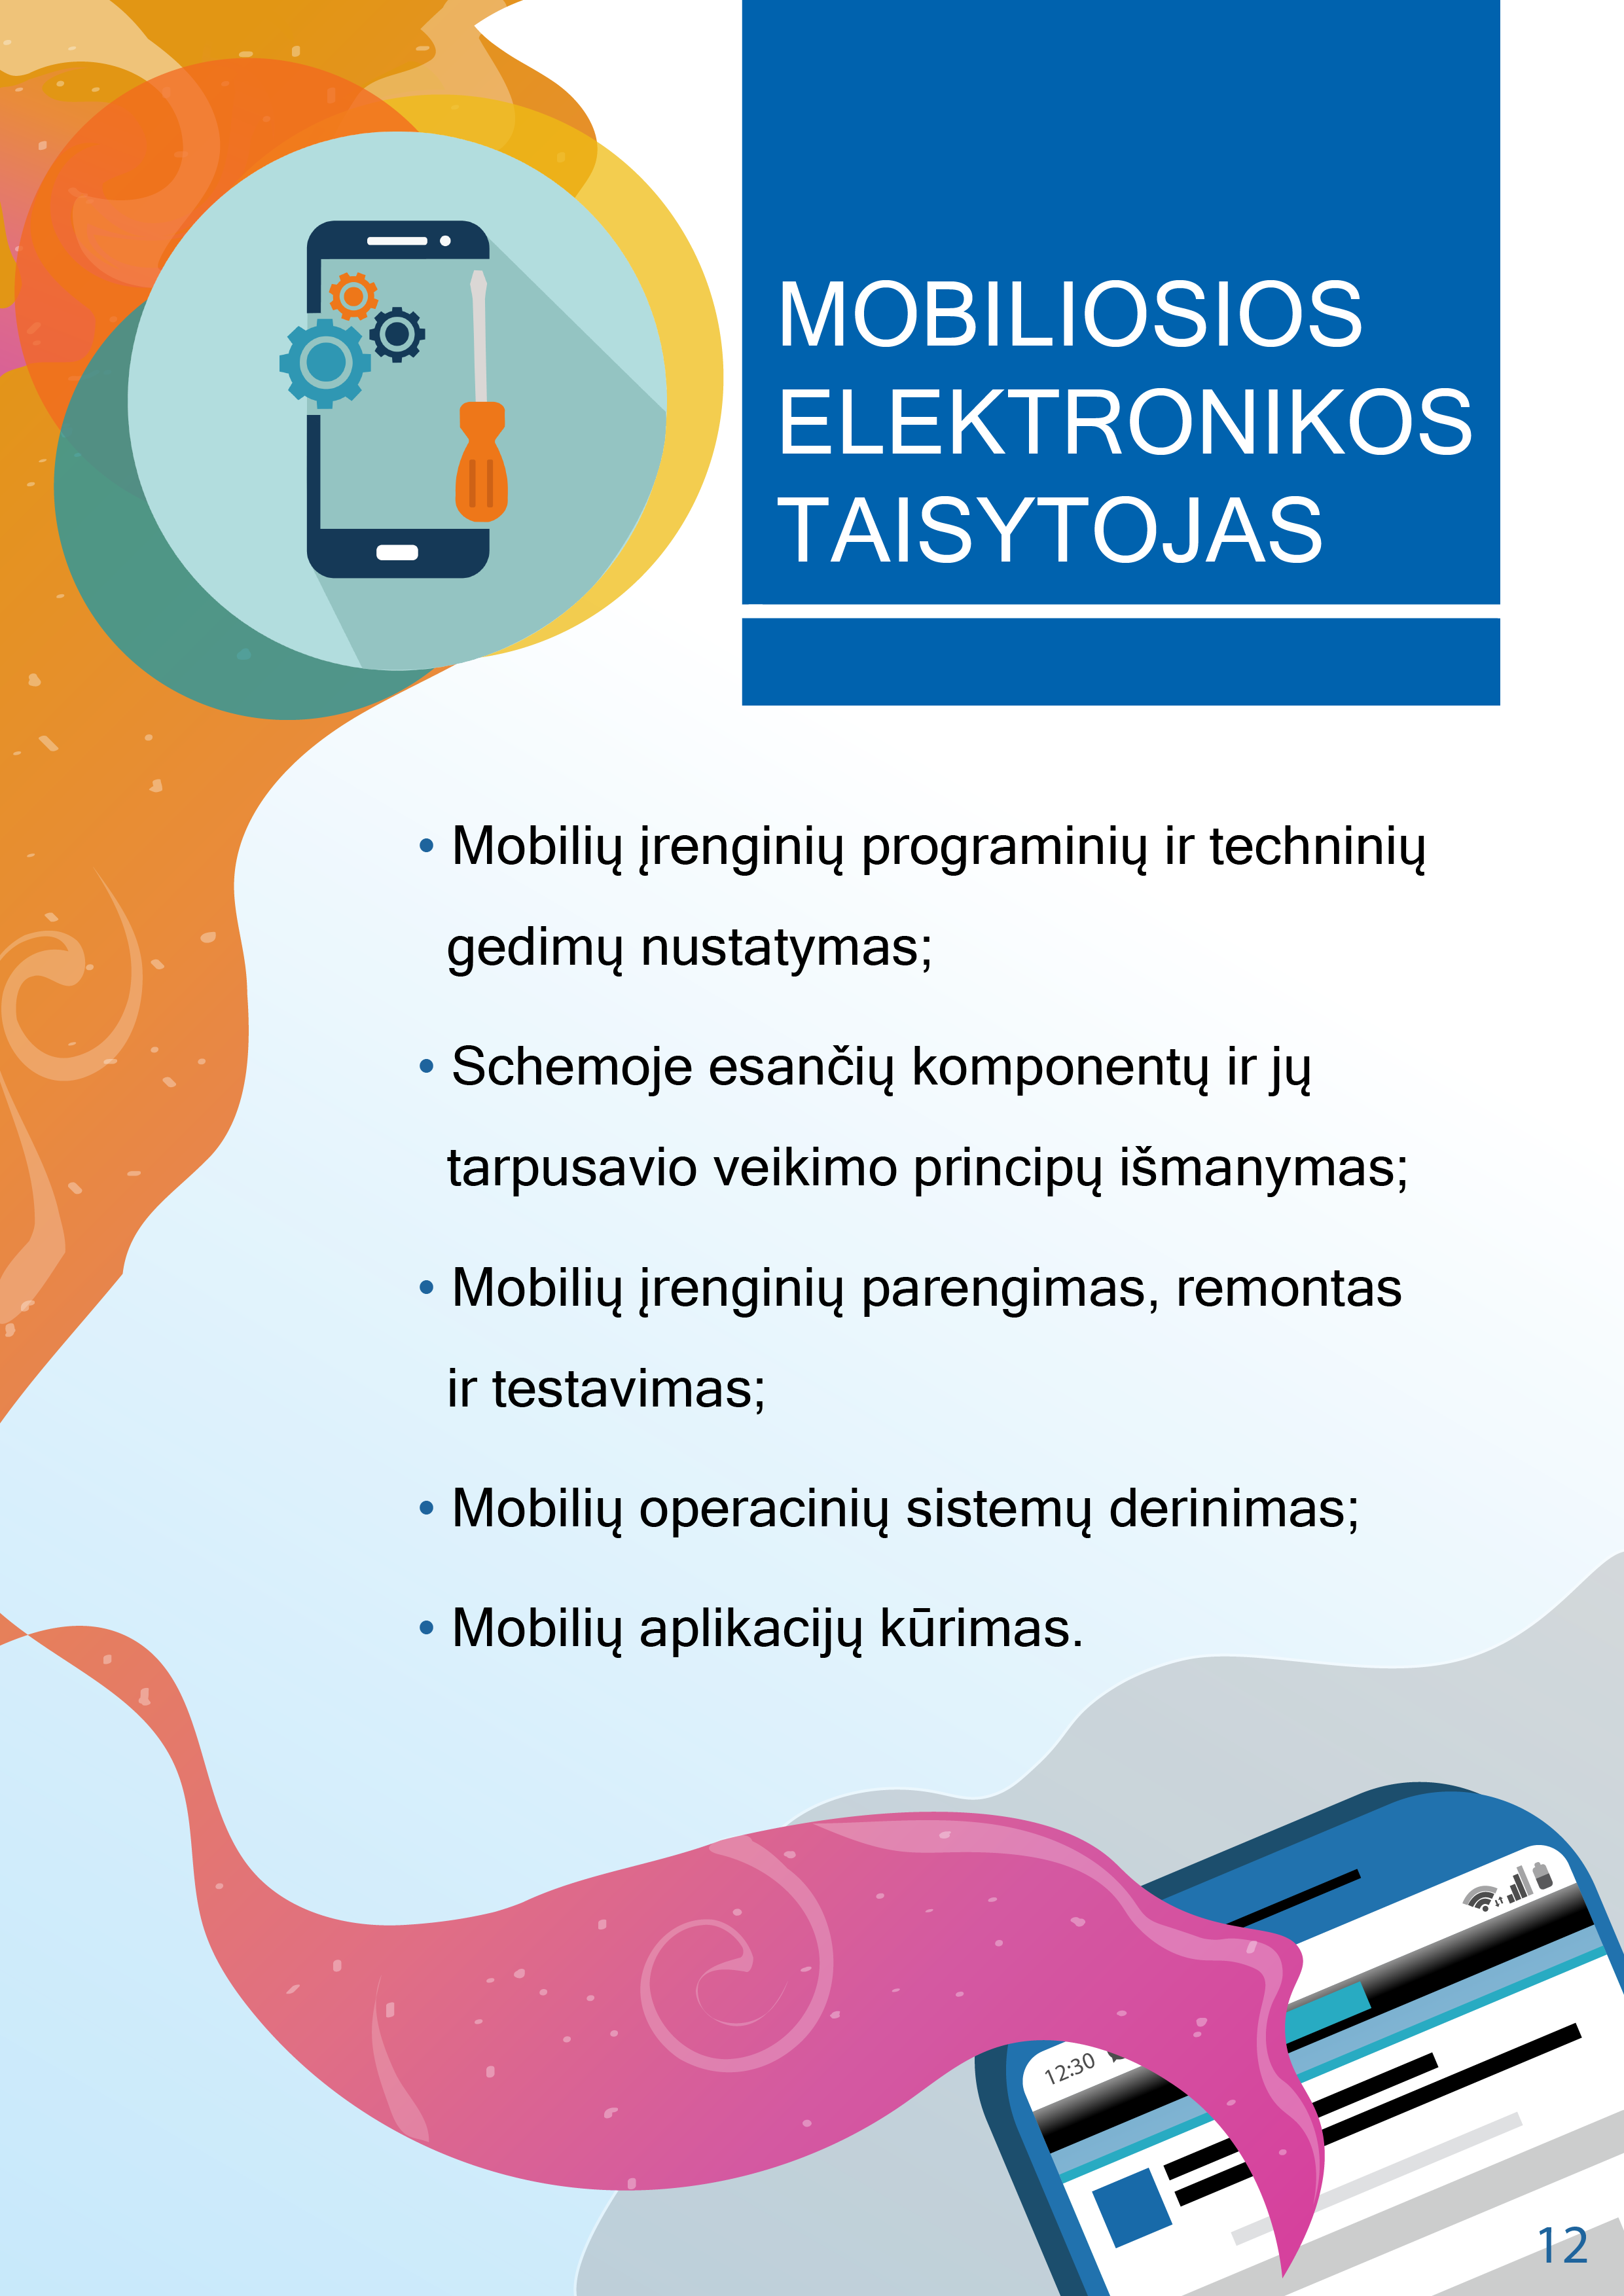 MOBILIOSIOS
ELEKTRONIKOS
TAISYTOJAS
• Mobilių įrenginių programinių ir techninių
gedimų nustatymas;
• Schemoje esančių komponentų ir jų
tarpusavio veikimo principų išmanymas;
• Mobilių įrenginių parengimas, remontas
ir testavimas;
• Mobilių operacinių sistemų derinimas;
• Mobilių aplikacijų kūrimas.
12:30
12